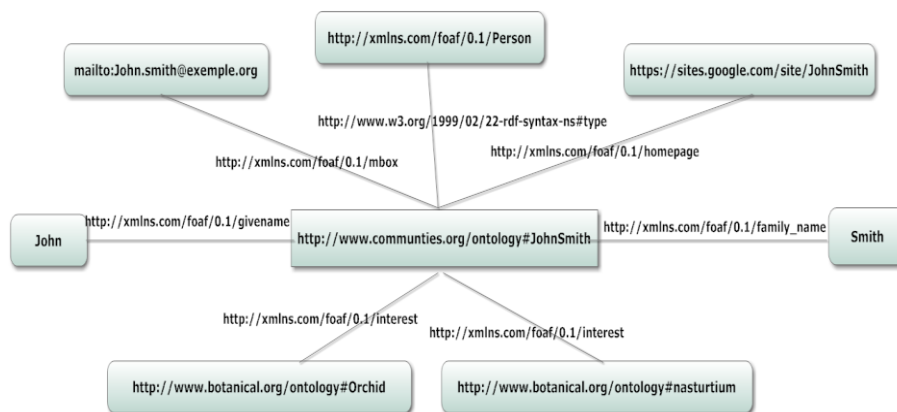 http://xmlns.com/foaf/0.1/Person
mailto:John.smith@exemple.org
https://sites.google.com/site/JohnSmith
http://www.w3.org/1999/02/22-rdf-syntax-ns#type
http://xmlns.com/foaf/0.1/mbox
http://xmlns.com/foaf/0.1/homepage
http://xmlns.com/foaf/0.1/givename
http://xmlns.com/foaf/0.1/family_name
John
http://www.communties.org/ontology#JohnSmith
Smith
http://xmlns.com/foaf/0.1/interest
http://xmlns.com/foaf/0.1/interest
http://www.botanical.org/ontology#Orchid
http://www.botanical.org/ontology#nasturtium